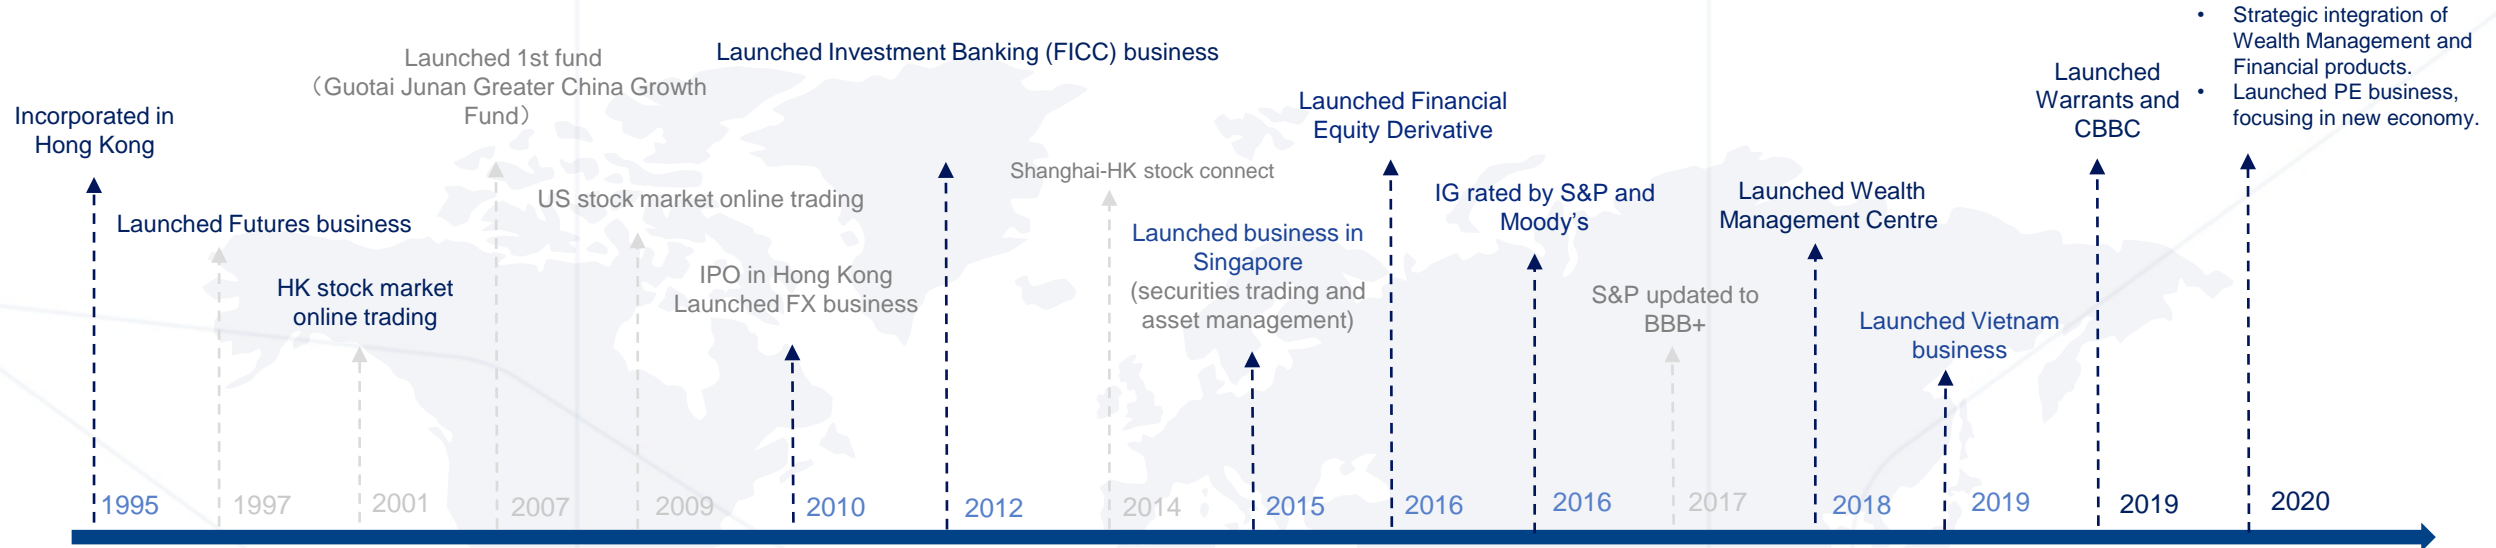 Incorporated in
Hong Kong
Launched Futures business
HK stock market
online trading
Launched 1st fund
（Guotai Junan Greater China Growth
Fund）
US stock market online trading
IPO in Hong Kong
Launched FX business
Launched Investment Banking (FICC) business
Shanghai-HK stock connect
Launched business in
Singapore
(securities trading and
asset management)
Launched Financial
Equity Derivative
IG rated by S&P and
Moody’s
S&P updated to
BBB+
Launched Wealth
Management Centre
Launched Vietnam
business
Launched
Warrants and
CBBC
• Strategic integration of
Wealth Management and
Financial products.
• Launched PE business,
focusing in new economy.
1995
1997
2001
2007
2009
2010
2012
2014
2015
2016
2016
2017
2018
2019
2019
2020